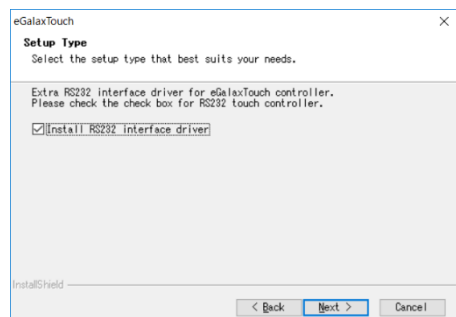 eGalaxTouch
Setup Type
Select the setup type that best suits your needs.
Extra RS232 interface driver for eGalaxTouch controller.
Please check the check box for RS232 touch controller.
Install RS232 interface driver
InstallShield
< Back Next > Cancel